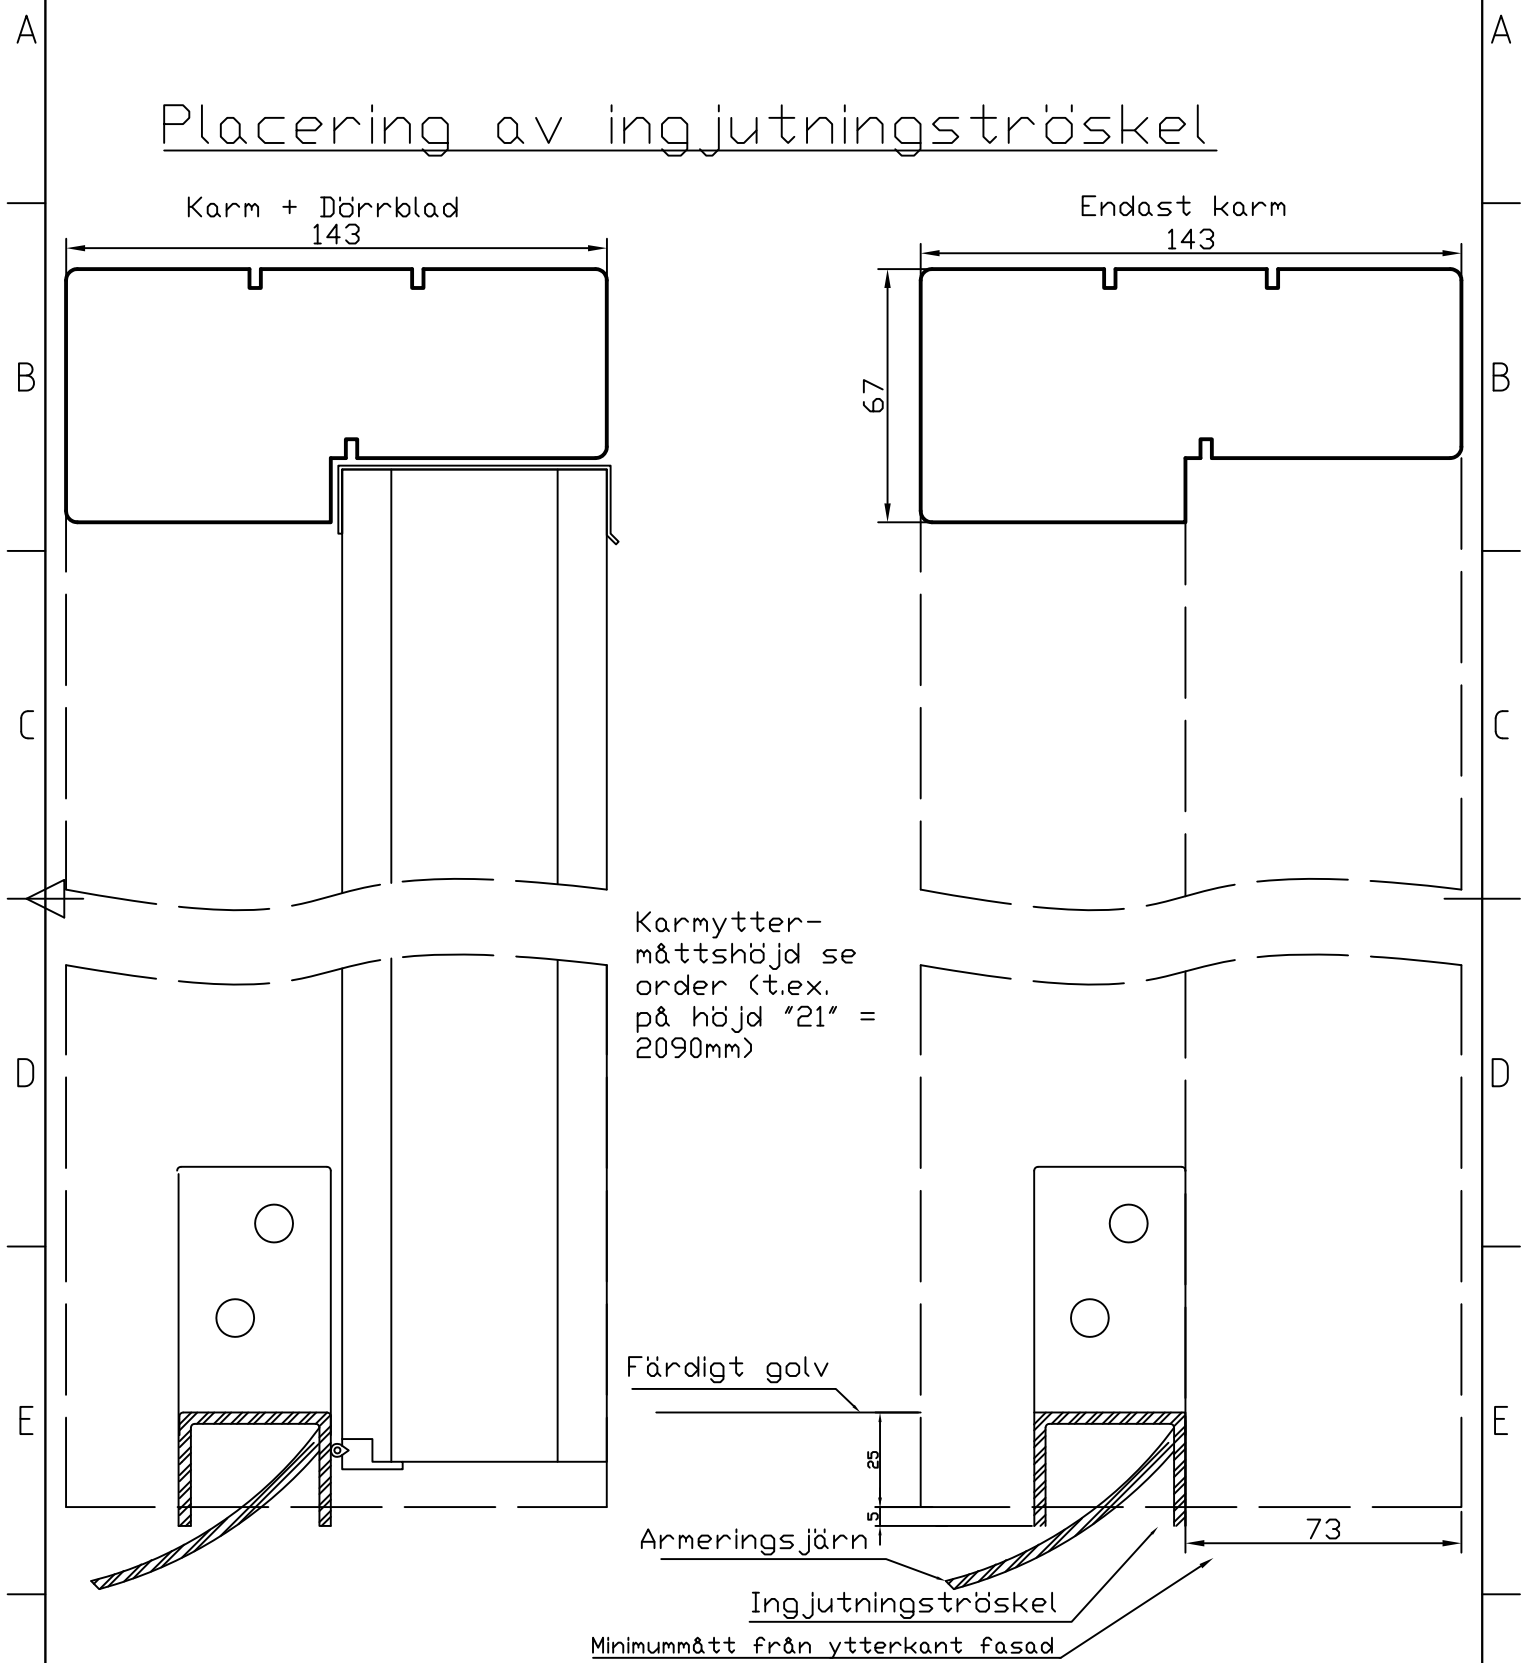 A
A
Placering av ingjutningströskel
Karm + Dörrblad
Endast karm
143
143
B
67
B
C
C
Karmytter-
måttshöjd se
order (t.ex.
på höjd "21" =
2090mm)
D
D
Färdigt golv
E
E
25
5
Armeringsjärn
73
Ingjutningströskel
Minimummått från ytterkant fasad